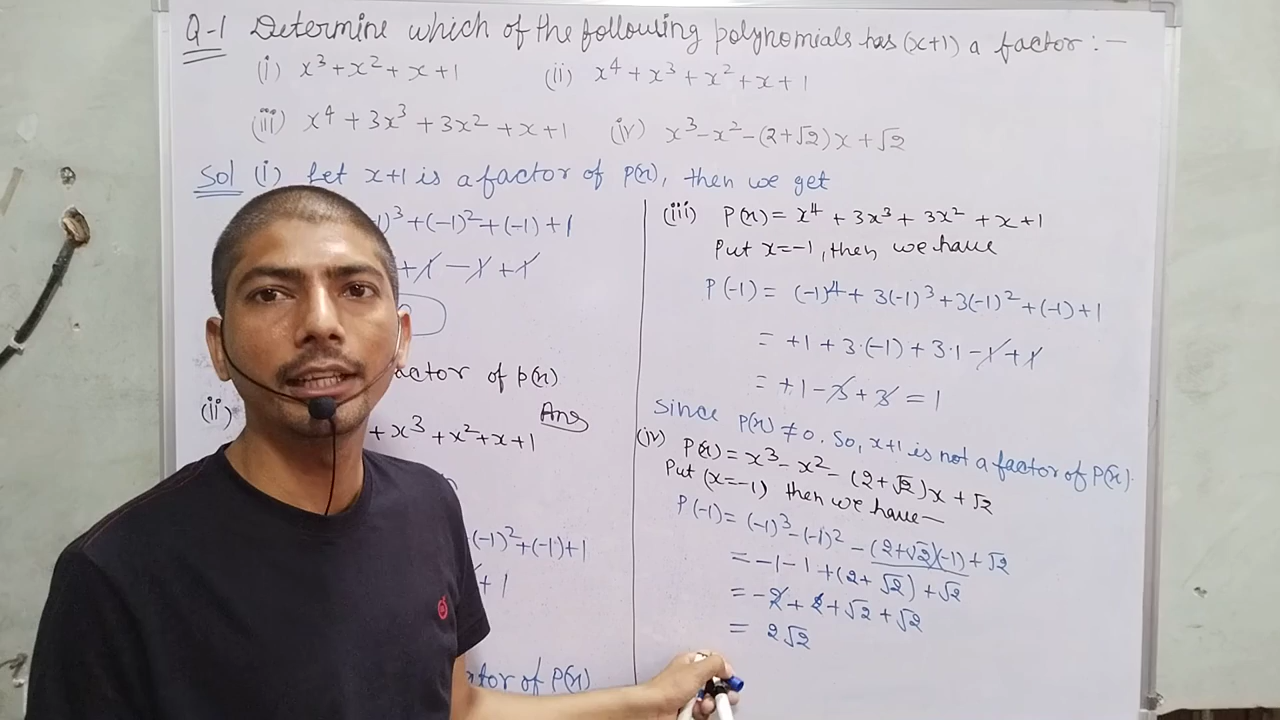 Q-1 Determine which of the following polynomials has (x+1) a factor :-
(i) x³+x²+x+1 (ii) x⁴+x³+x²+x+1
(iii) x⁴+3x³+3x²+x+1 (iv) x³-x²-(2+√2)x+√2
Sol (i) Let x+1 is a factor of P(x), then we get
)³+(-1)²+(-1)+1
+1-1+1
actor of p(x)
Ans
(ii)
+x³+x²+x+1
(-1)²+(-1)+1
+1
of P(x)
(iii) P(x)=x⁴+3x³+3x²+x+1
Put x=-1, then we have
P(-1)=(-1)⁴+3(-1)³+3(-1)²+(-1)+1
=+1+3·(-1)+3·1-1+1
=+1-3+3=1
Since P(x)≠0. So, x+1 is not a factor of P(x).
(iv) P(x)=x³-x²-(2+√2)x+√2
Put (x=-1) then we have—
P(-1)=(-1)³-(-1)²-(2+√2)(-1)+√2
=-1-1+(2+√2)+√2
=-2+2+√2+√2
=2√2